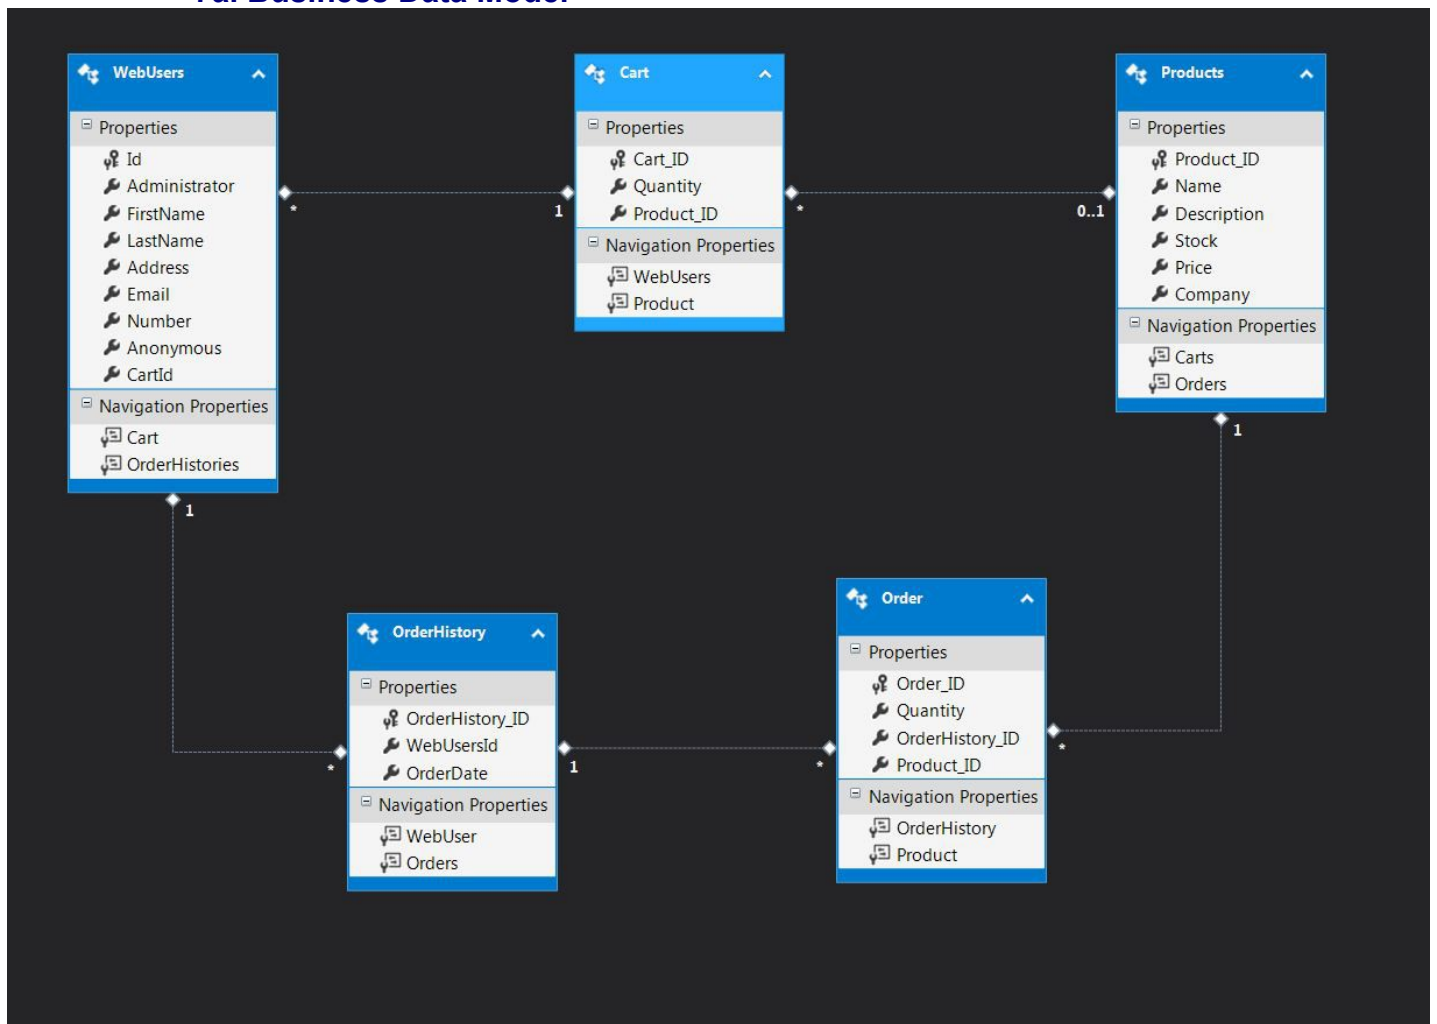 Business Data Model
WebUsers
Properties
Id
Administrator
FirstName
LastName
Address
Email
Number
Anonymous
CartId
Navigation Properties
Cart
OrderHistories
1
*
1
Cart
Properties
Cart_ID
Quantity
Product_ID
Navigation Properties
WebUsers
Product
*
0..1
Products
Properties
Product_ID
Name
Description
Stock
Price
Company
Navigation Properties
Carts
Orders
1
OrderHistory
Properties
OrderHistory_ID
WebUsersId
OrderDate
Navigation Properties
WebUser
Orders
*
1
*
Order
Properties
Order_ID
Quantity
OrderHistory_ID
Product_ID
Navigation Properties
OrderHistory
Product
*